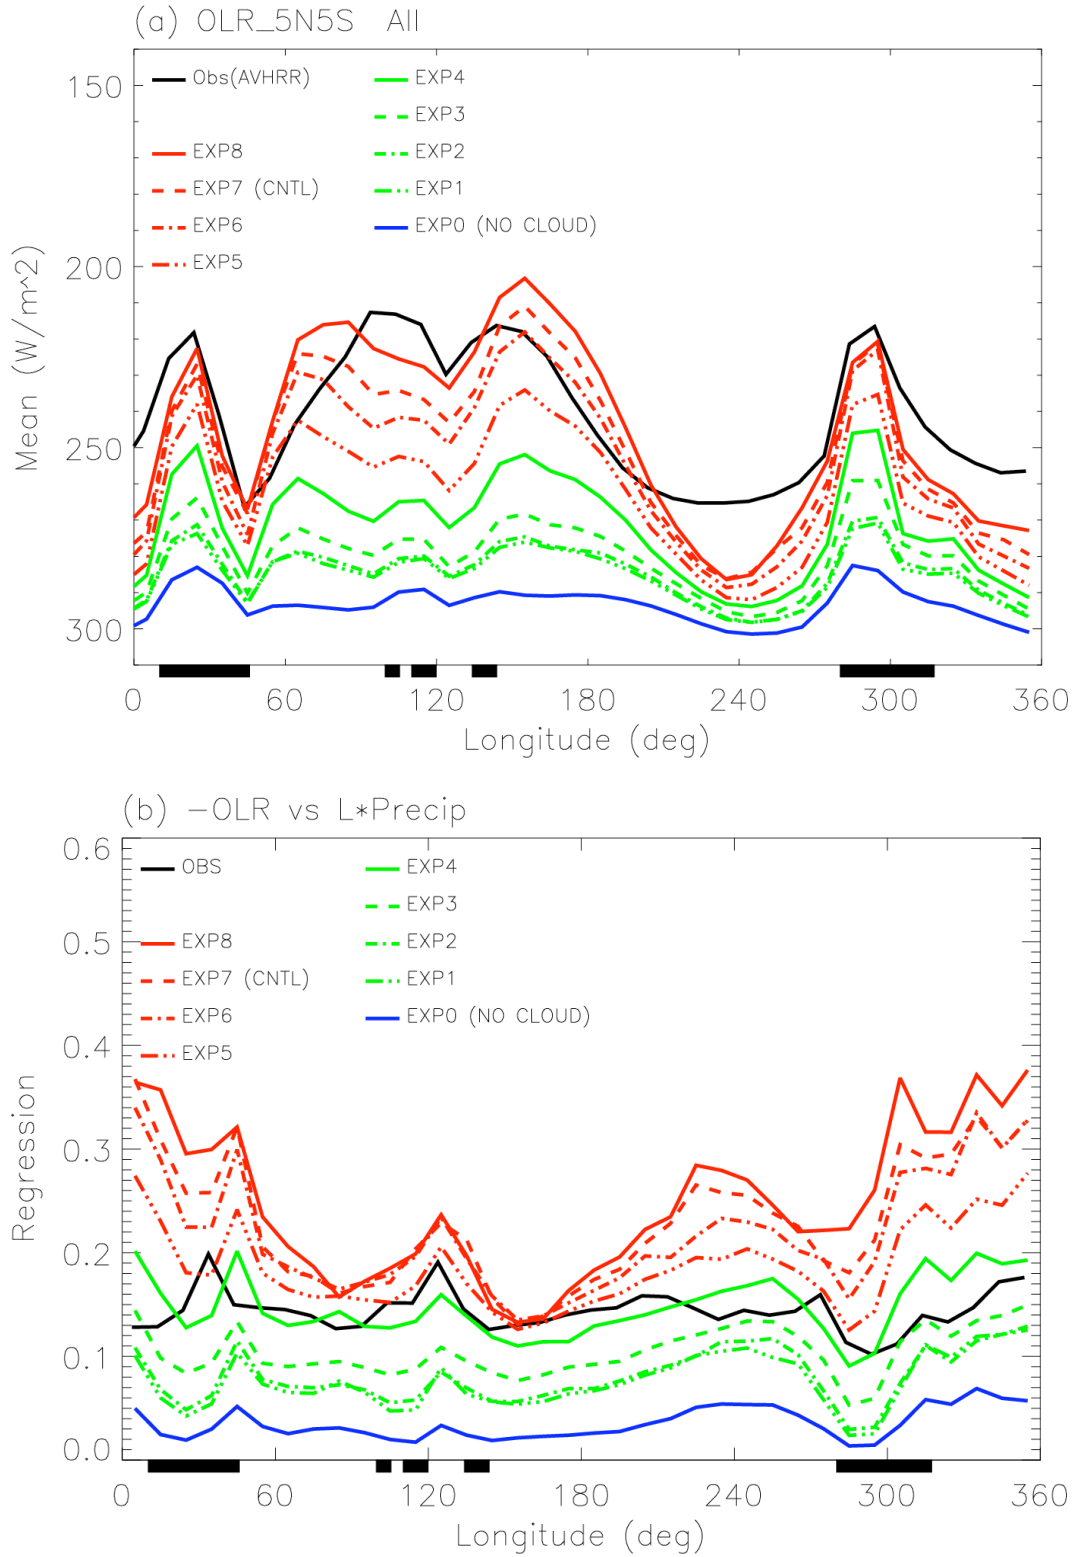 (a) OLR_5N5S All
150
200
250
300
Mean (W/m^2)
Obs(AVHRR)
EXP8
EXP7 (CNTL)
EXP6
EXP5
EXP4
EXP3
EXP2
EXP1
EXP0 (NO CLOUD)
0 60 120 180 240 300 360
Longitude (deg)
(b) -OLR vs L*Precip
0.6
0.5
0.4
0.3
0.2
0.1
0.0
Regression
OBS
EXP8
EXP7 (CNTL)
EXP6
EXP5
EXP4
EXP3
EXP2
EXP1
EXP0 (NO CLOUD)
0 60 120 180 240 300 360
Longitude (deg)